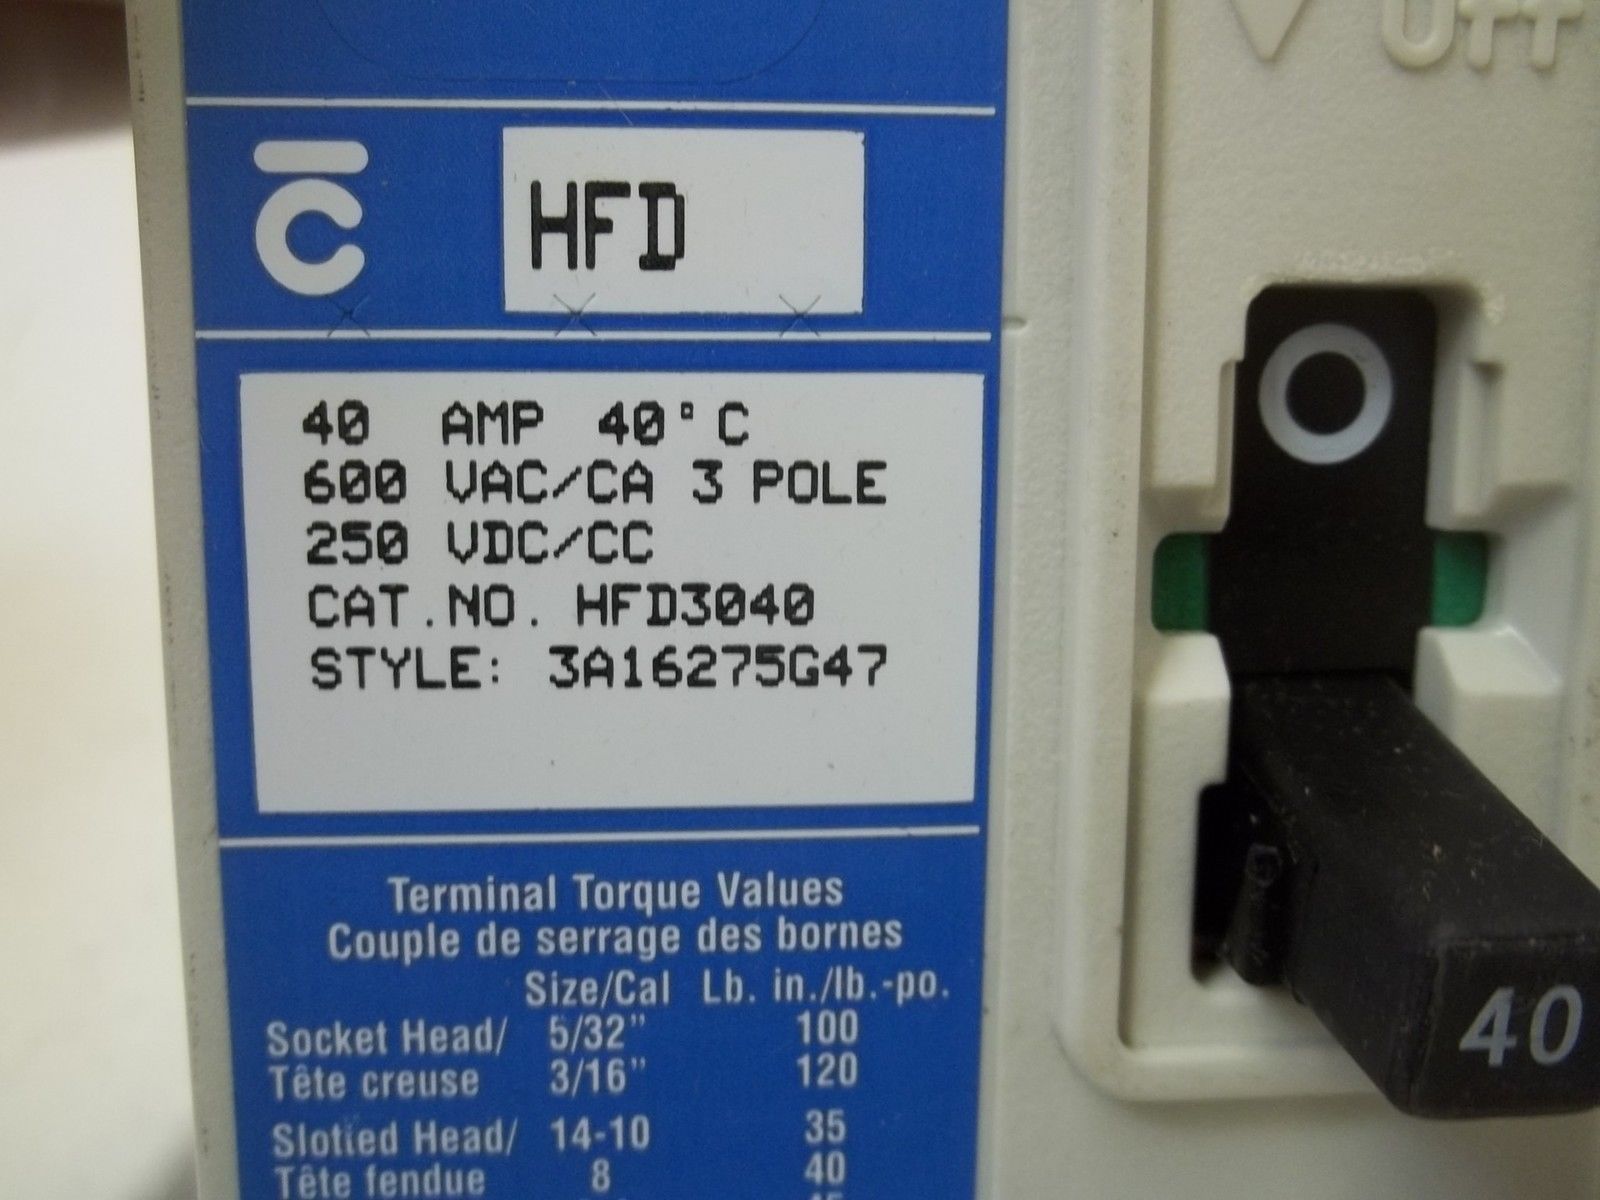 Off
HFD
40 AMP 40°C
600 VAC/CA 3 POLE
250 VDC/CC
CAT.NO. HFD3040
STYLE: 3A16275G47
Terminal Torque Values
Couple de serrage des bornes
Size/Cal Lb. in./lb.-po.
Socket Head/ 5/32" 100
Tête creuse 3/16" 120
Slotted Head/ 14-10 35
Tête fendue 8 40
40